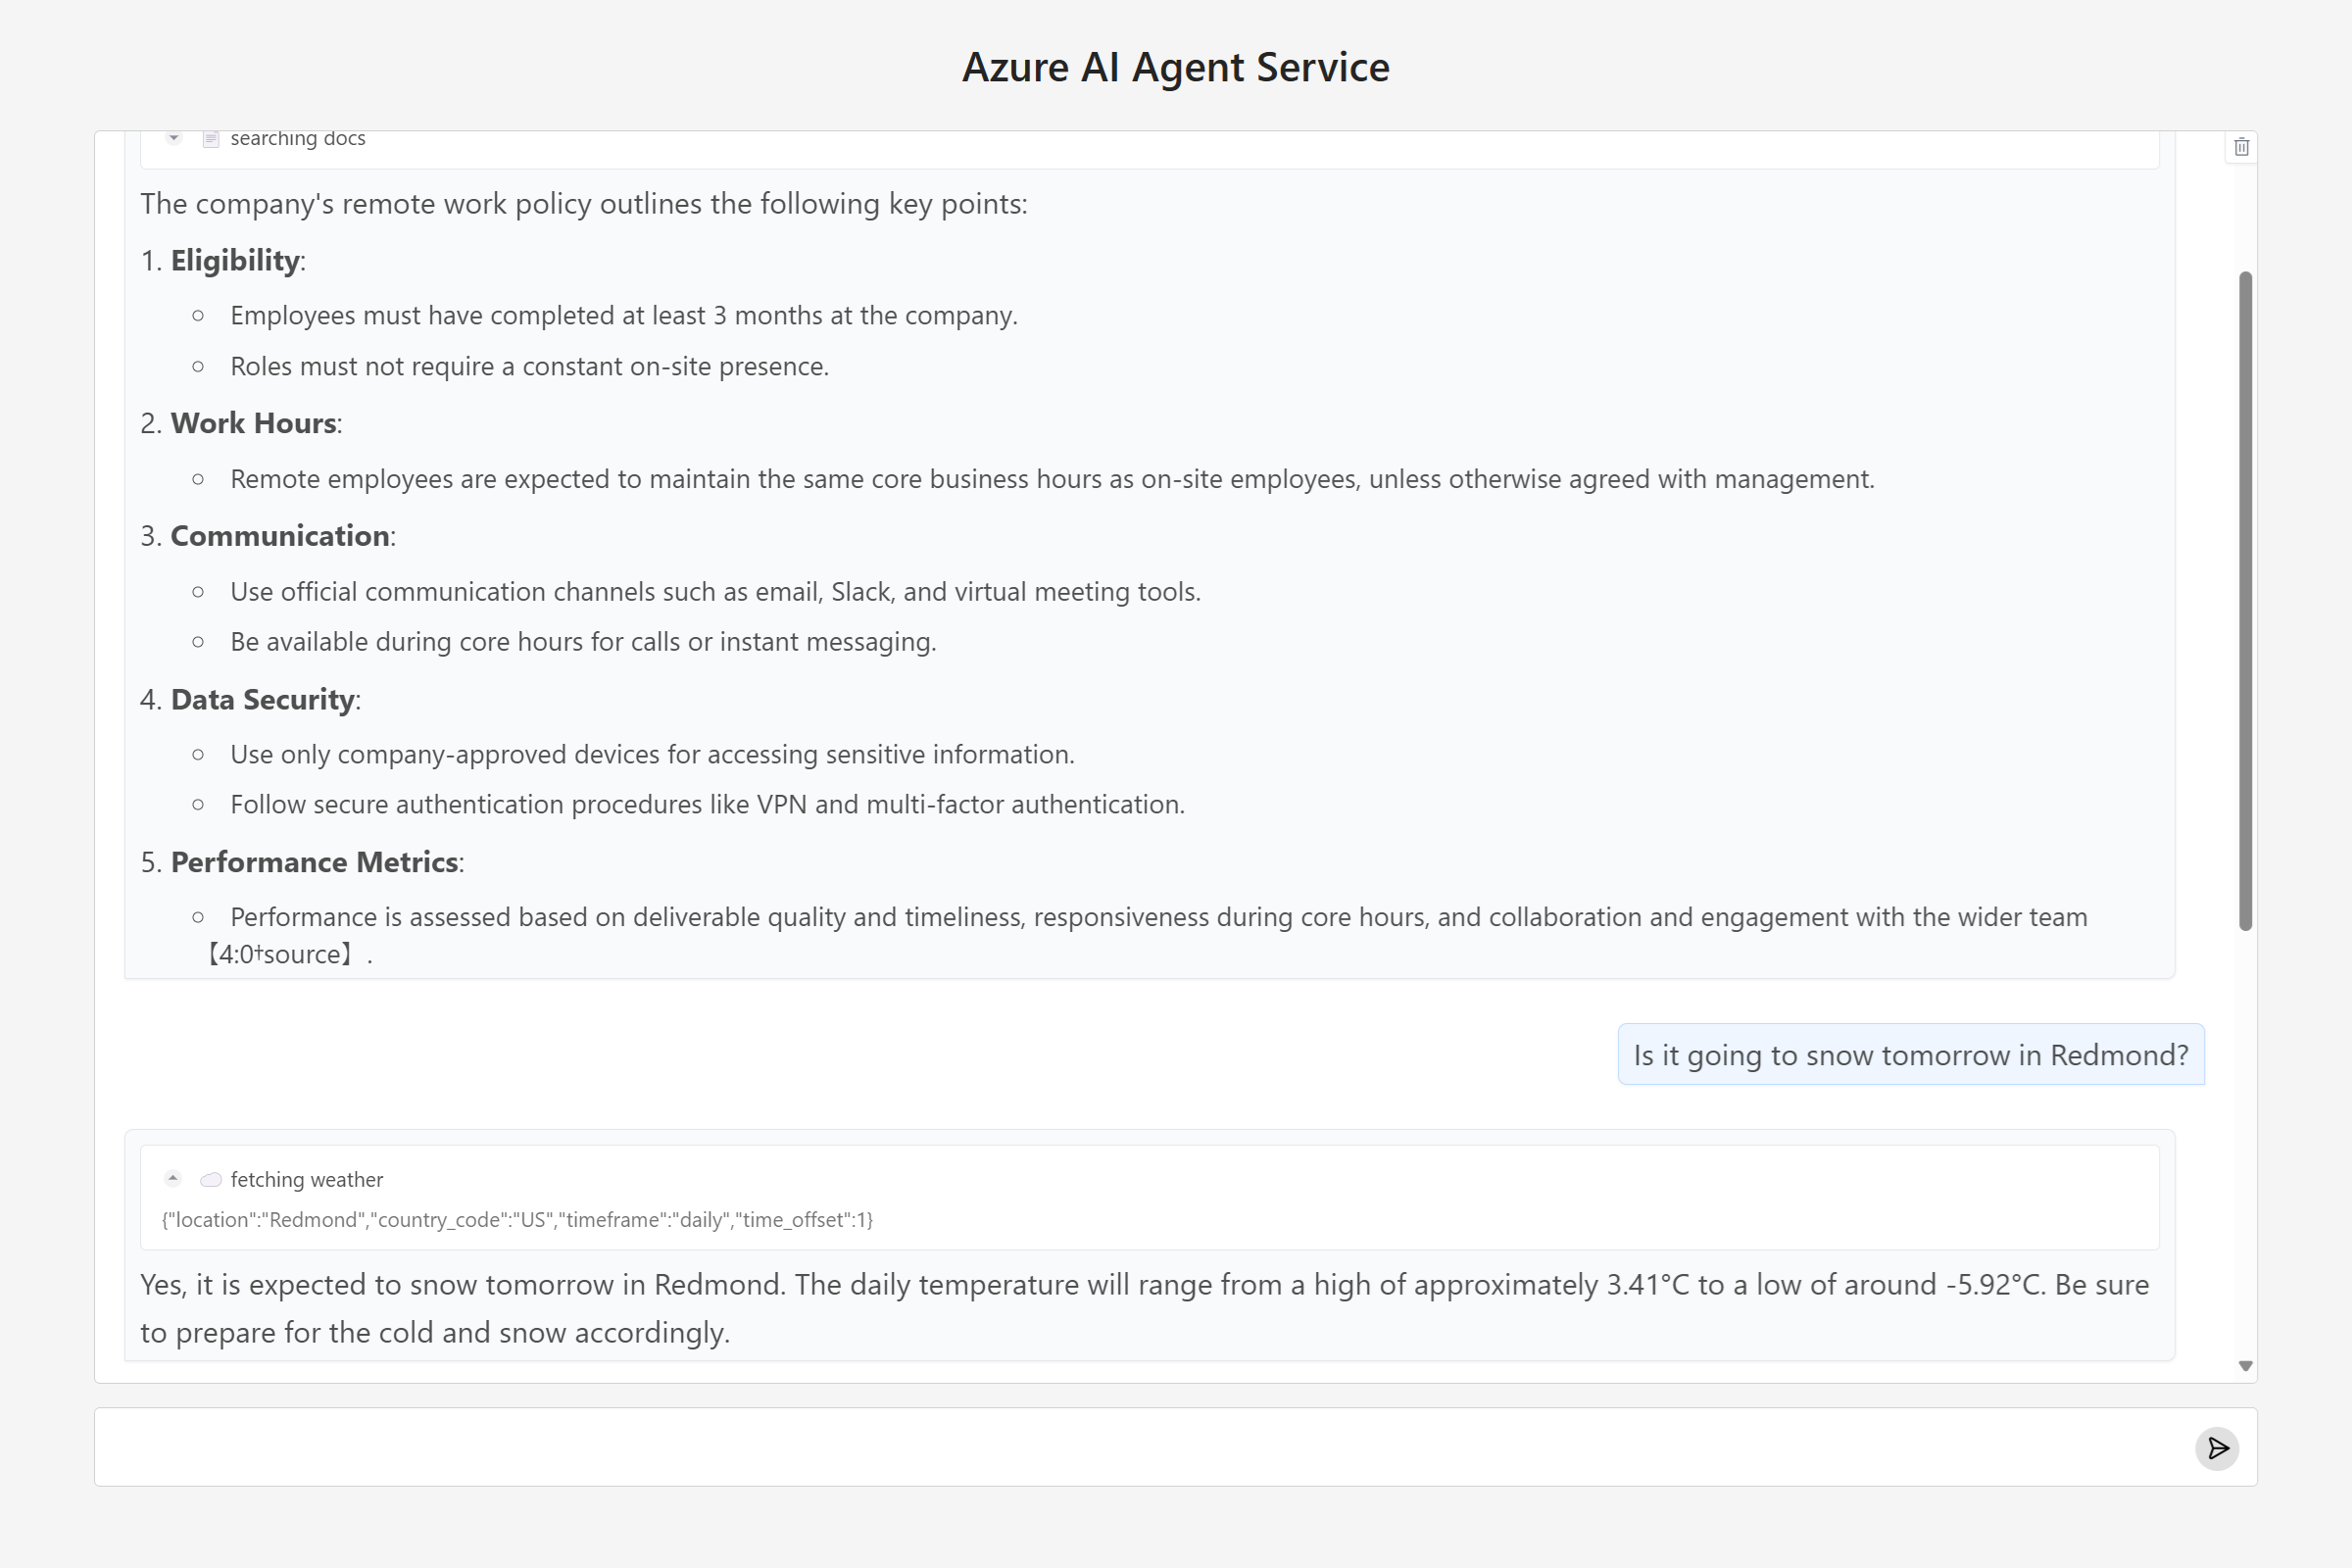 Azure AI Agent Service
searching docs
The company's remote work policy outlines the following key points:
1. Eligibility:
Employees must have completed at least 3 months at the company.
Roles must not require a constant on-site presence.
2. Work Hours:
Remote employees are expected to maintain the same core business hours as on-site employees, unless otherwise agreed with management.
3. Communication:
Use official communication channels such as email, Slack, and virtual meeting tools.
Be available during core hours for calls or instant messaging.
4. Data Security:
Use only company-approved devices for accessing sensitive information.
Follow secure authentication procedures like VPN and multi-factor authentication.
5. Performance Metrics:
Performance is assessed based on deliverable quality and timeliness, responsiveness during core hours, and collaboration and engagement with the wider team
【4:0†source】.
Is it going to snow tomorrow in Redmond?
fetching weather
{"location":"Redmond","country_code":"US","timeframe":"daily","time_offset":1}
Yes, it is expected to snow tomorrow in Redmond. The daily temperature will range from a high of approximately 3.41°C to a low of around -5.92°C. Be sure
to prepare for the cold and snow accordingly.